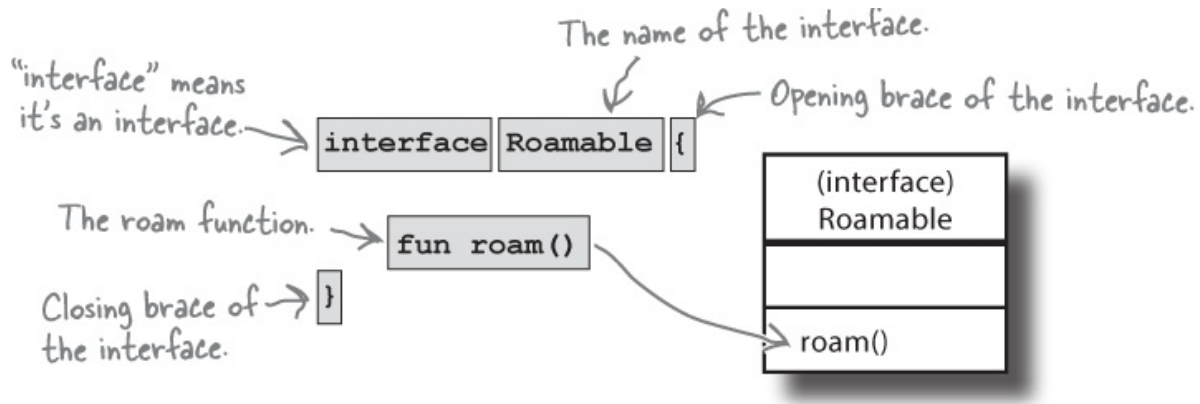 The name of the interface.
"interface" means
it's an interface.
Opening brace of the interface.
interface Roamable {
(interface)
Roamable
The roam function.
fun roam()
}
Closing brace of
the interface.
roam()